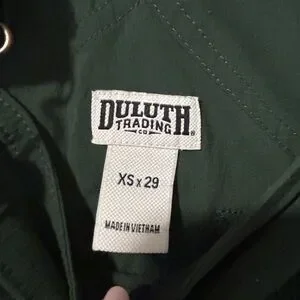 DULUTH
TRADING
CO
XS x 29
MADE IN VIETNAM